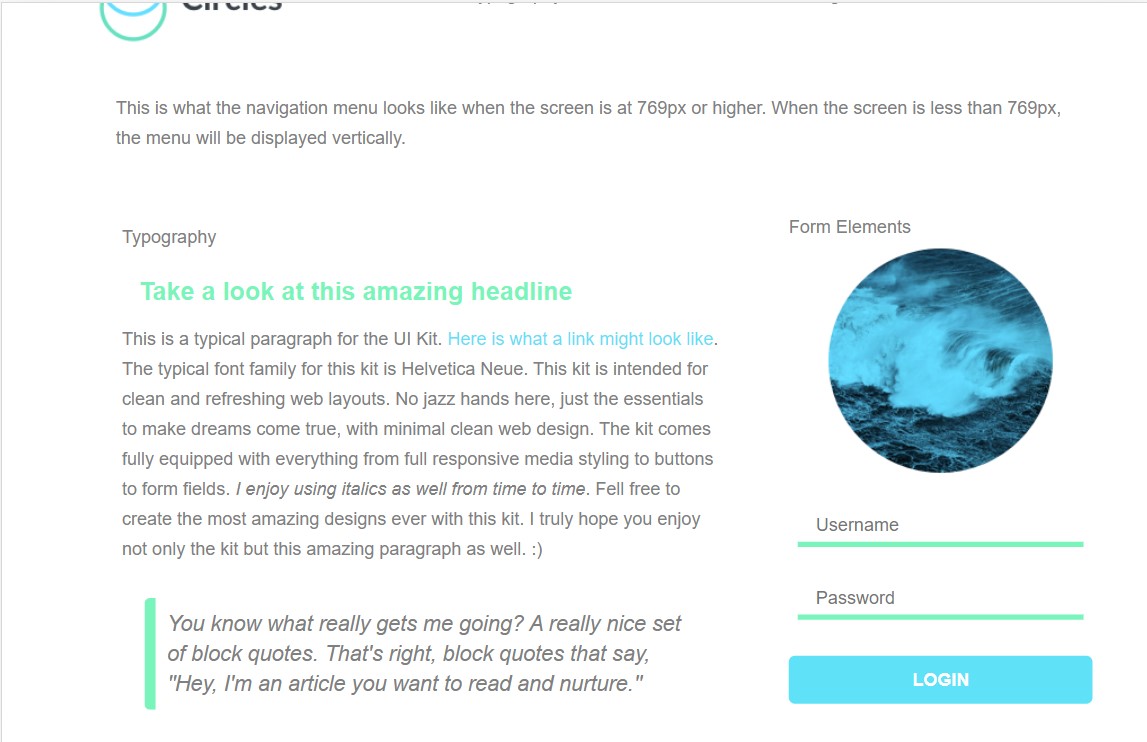 Circles
This is what the navigation menu looks like when the screen is at 769px or higher. When the screen is less than 769px,
the menu will be displayed vertically.
Typography
Take a look at this amazing headline
This is a typical paragraph for the UI Kit. Here is what a link might look like.
The typical font family for this kit is Helvetica Neue. This kit is intended for
clean and refreshing web layouts. No jazz hands here, just the essentials
to make dreams come true, with minimal clean web design. The kit comes
fully equipped with everything from full responsive media styling to buttons
to form fields. I enjoy using italics as well from time to time. Fell free to
create the most amazing designs ever with this kit. I truly hope you enjoy
not only the kit but this amazing paragraph as well. :)
You know what really gets me going? A really nice set
of block quotes. That's right, block quotes that say,
"Hey, I'm an article you want to read and nurture."
Form Elements
Username
Password
LOGIN